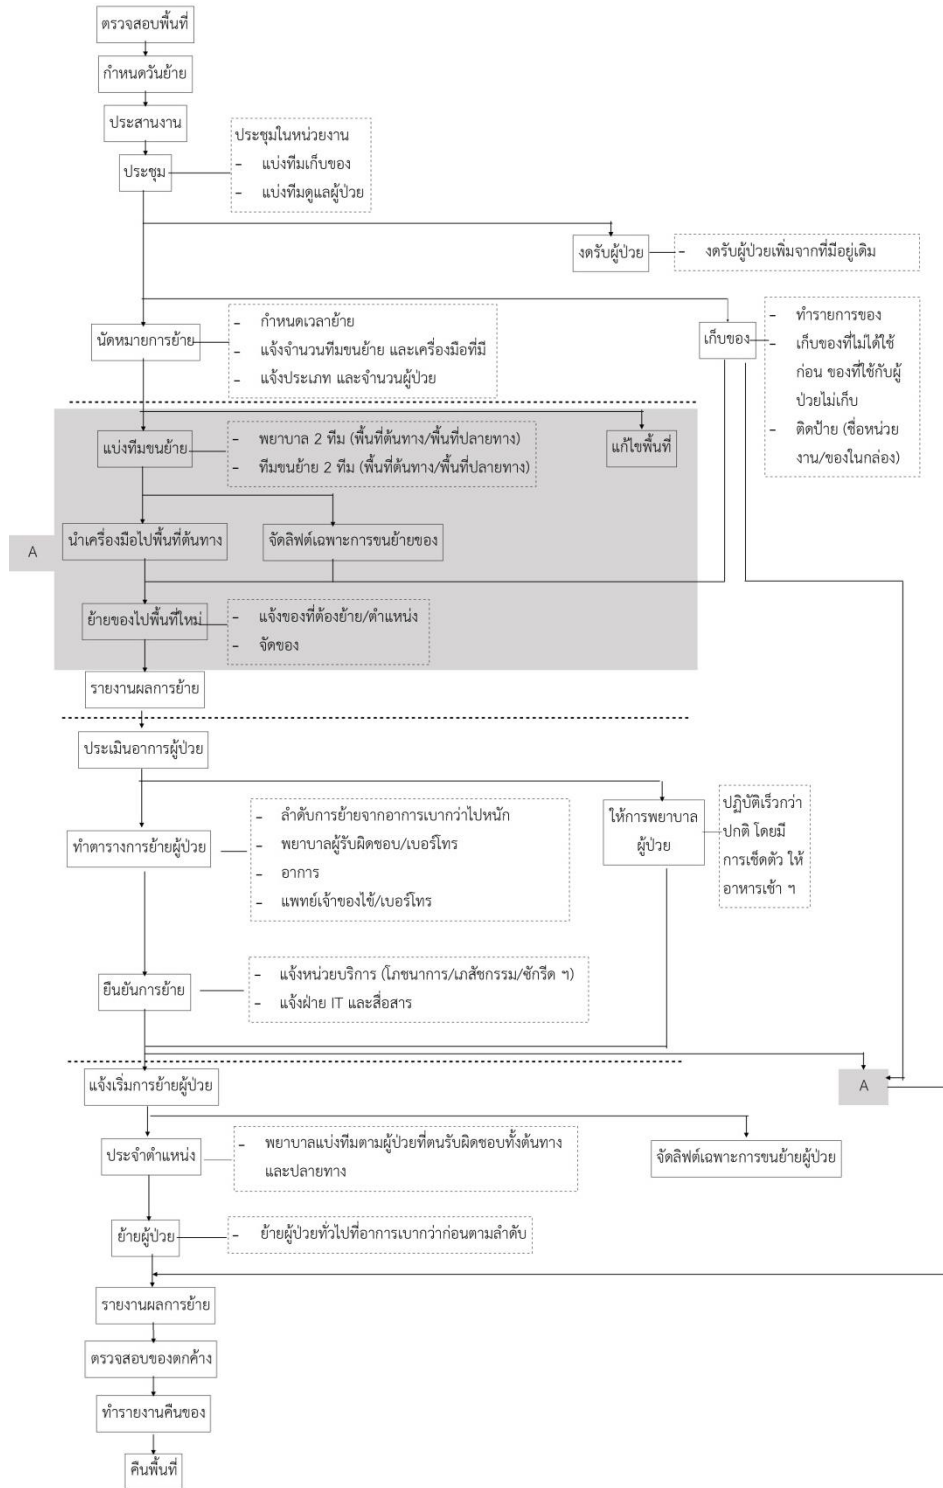 ตรวจสอบพื้นที่
กำหนดวันย้าย
ประสานงาน
ประชุม
ประชุมในหน่วยงาน
- แบ่งทีมเก็บของ
- แบ่งทีมดูแลผู้ป่วย
งดรับผู้ป่วย
- งดรับผู้ป่วยเพิ่มจากที่มีอยู่เดิม
นัดหมายการย้าย
- กำหนดเวลาย้าย
- แจ้งจำนวนทีมขนย้าย และเครื่องมือที่มี
- แจ้งประเภท และจำนวนผู้ป่วย
เก็บของ
- ทำรายการของ
- เก็บของที่ไม่ได้ใช้
ก่อน ของที่ใช้กับผู้
ป่วยไม่เก็บ
- ติดป้าย (ชื่อหน่วย
งาน/ของในกล่อง)
แบ่งทีมขนย้าย
- พยาบาล 2 ทีม (พื้นที่ต้นทาง/พื้นที่ปลายทาง)
- ทีมขนย้าย 2 ทีม (พื้นที่ต้นทาง/พื้นที่ปลายทาง)
แก้ไขพื้นที่
A
นำเครื่องมือไปพื้นที่ต้นทาง
จัดลิฟต์เฉพาะการขนย้ายของ
ย้ายของไปพื้นที่ใหม่
- แจ้งของที่ต้องย้าย/ตำแหน่ง
- จัดของ
รายงานผลการย้าย
ประเมินอาการผู้ป่วย
ทำตารางการย้ายผู้ป่วย
- ลำดับการย้ายจากอาการเบากว่าไปหนัก
- พยาบาลผู้รับผิดชอบ/เบอร์โทร
- อาการ
- แพทย์เจ้าของไข้/เบอร์โทร
ให้การพยาบาล
ผู้ป่วย
ปฏิบัติเร็วกว่า
ปกติ โดยมี
การเช็ดตัว ให้
อาหารเช้า ฯ
ยืนยันการย้าย
- แจ้งหน่วยบริการ (โภชนาการ/เภสัชกรรม/ซักรีด ฯ)
- แจ้งฝ่าย IT และสื่อสาร
แจ้งเริ่มการย้ายผู้ป่วย
A
ประจำตำแหน่ง
- พยาบาลแบ่งทีมตามผู้ป่วยที่ตนรับผิดชอบทั้งต้นทาง
และปลายทาง
จัดลิฟต์เฉพาะการขนย้ายผู้ป่วย
ย้ายผู้ป่วย
- ย้ายผู้ป่วยทั่วไปที่อาการเบากว่าก่อนตามลำดับ
รายงานผลการย้าย
ตรวจสอบของตกค้าง
ทำรายงานคืนของ
คืนพื้นที่